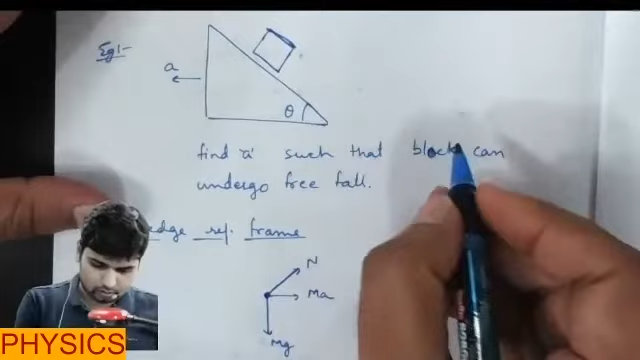 Eg1:-
a
θ
find 'a' such that block can
undergo free fall.
edge ref. frame
N
Ma
Mg
PHYSICS